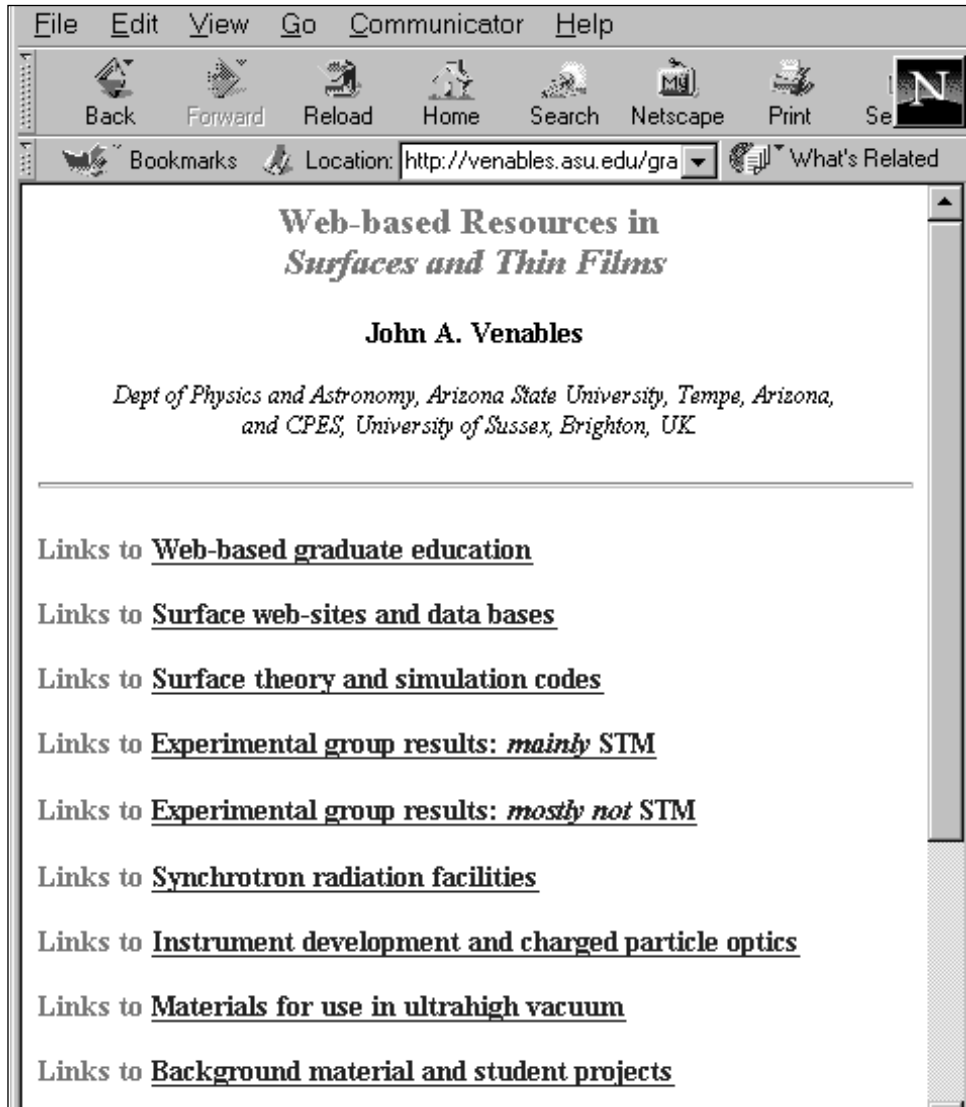 File Edit View Go Communicator Help
My N
Back Forward Reload Home Search Netscape Print Se
Bookmarks Location: http://venables.asu.edu/gra What's Related
Web-based Resources in
Surfaces and Thin Films
John A. Venables
Dept of Physics and Astronomy, Arizona State University, Tempe, Arizona,
and CPES, University of Sussex, Brighton, UK.
Links to Web-based graduate education
Links to Surface web-sites and data bases
Links to Surface theory and simulation codes
Links to Experimental group results: mainly STM
Links to Experimental group results: mostly not STM
Links to Synchrotron radiation facilities
Links to Instrument development and charged particle optics
Links to Materials for use in ultrahigh vacuum
Links to Background material and student projects